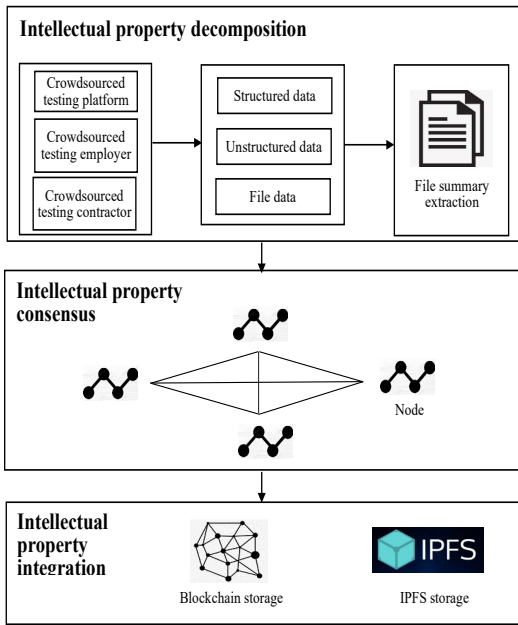 Intellectual property decomposition
Crowdsourced
testing platform
Crowdsourced
testing employer
Crowdsourced
testing contractor
Structured data
Unstructured data
File data
File summary
extraction
Intellectual property
consensus
Node
Intellectual
property
integration
IPFS
Blockchain storage
IPFS storage